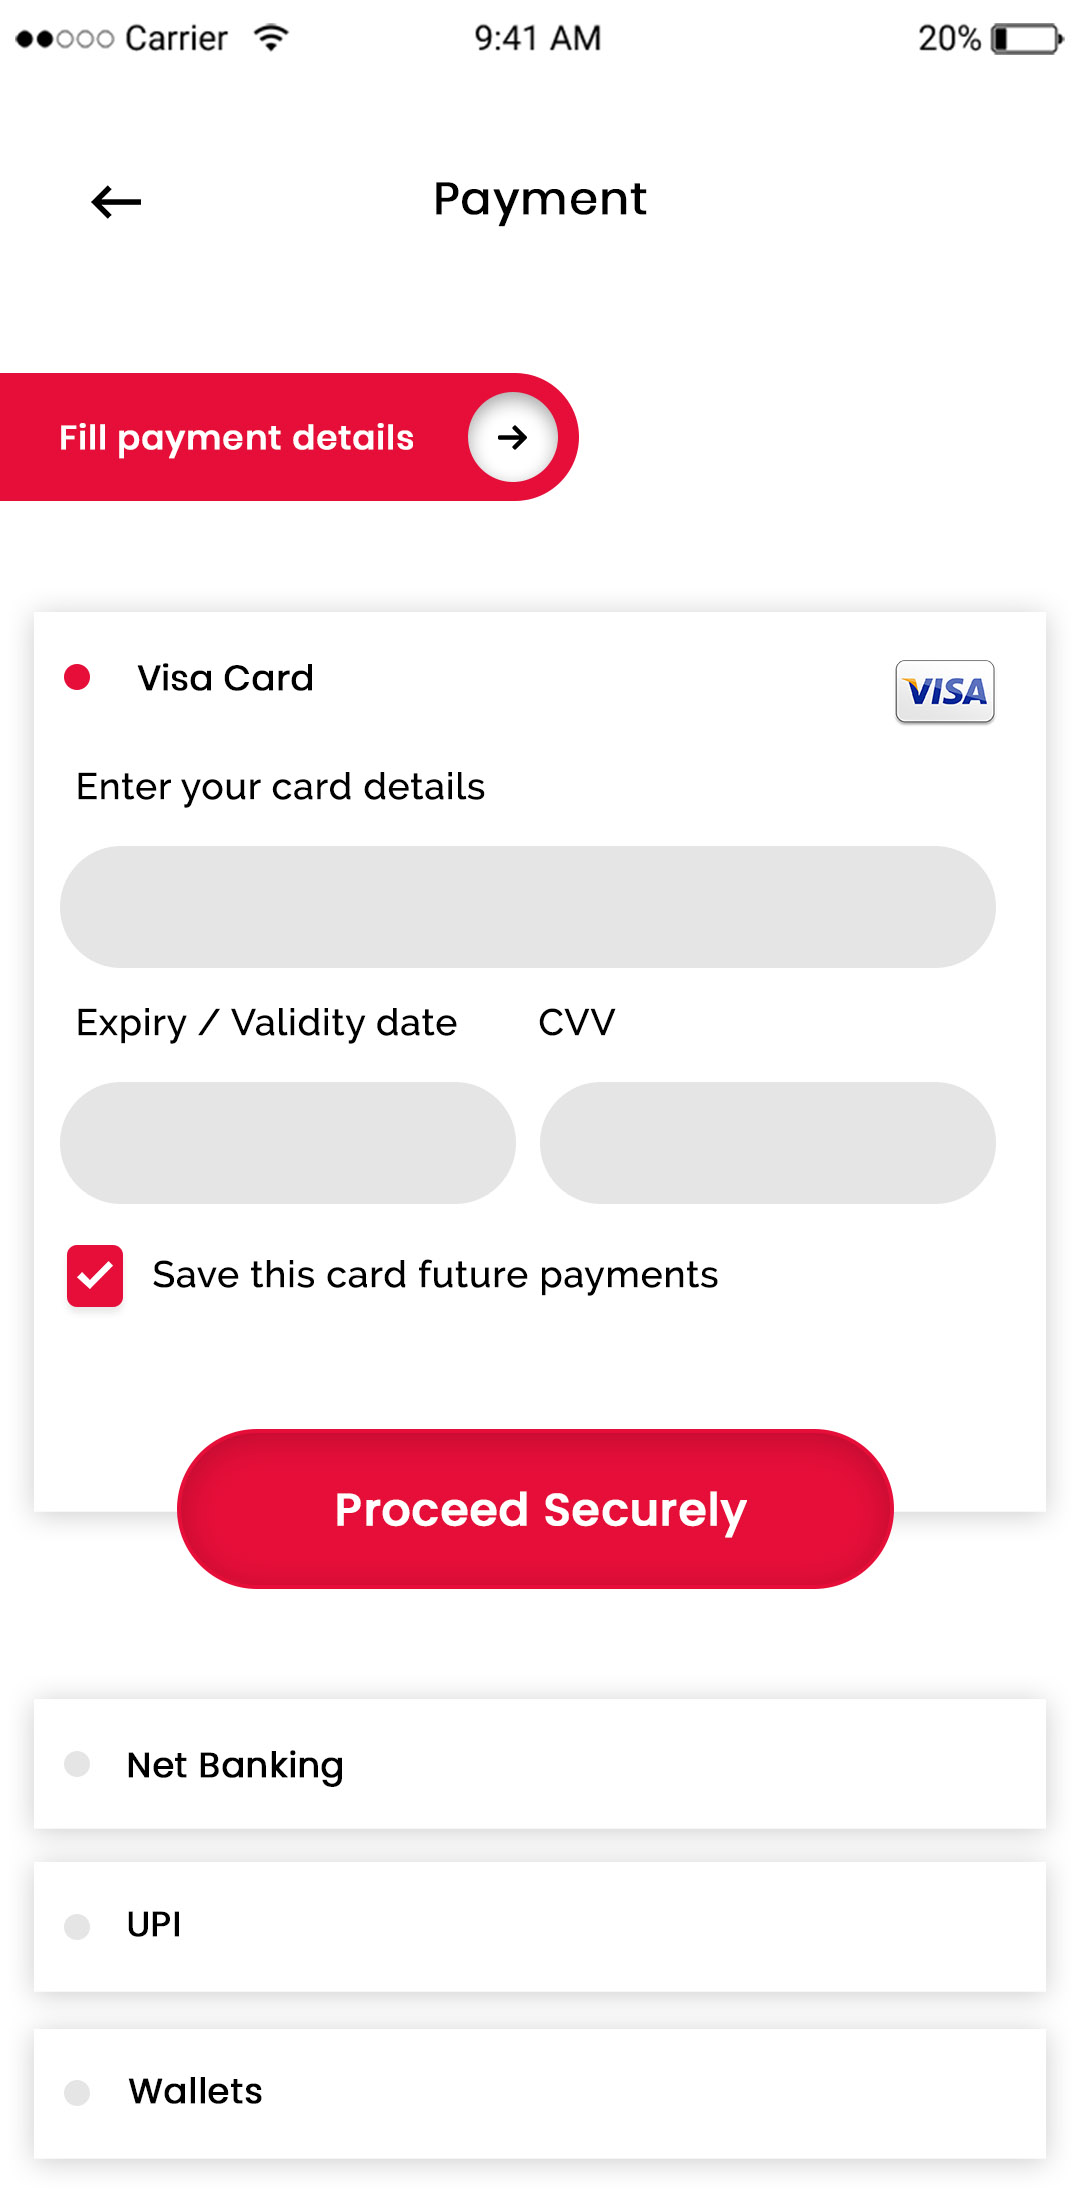 Carrier 9:41 AM 20%
Payment
Fill payment details
Visa Card VISA
Enter your card details
Expiry / Validity date CVV
Save this card future payments
Proceed Securely
Net Banking
UPI
Wallets